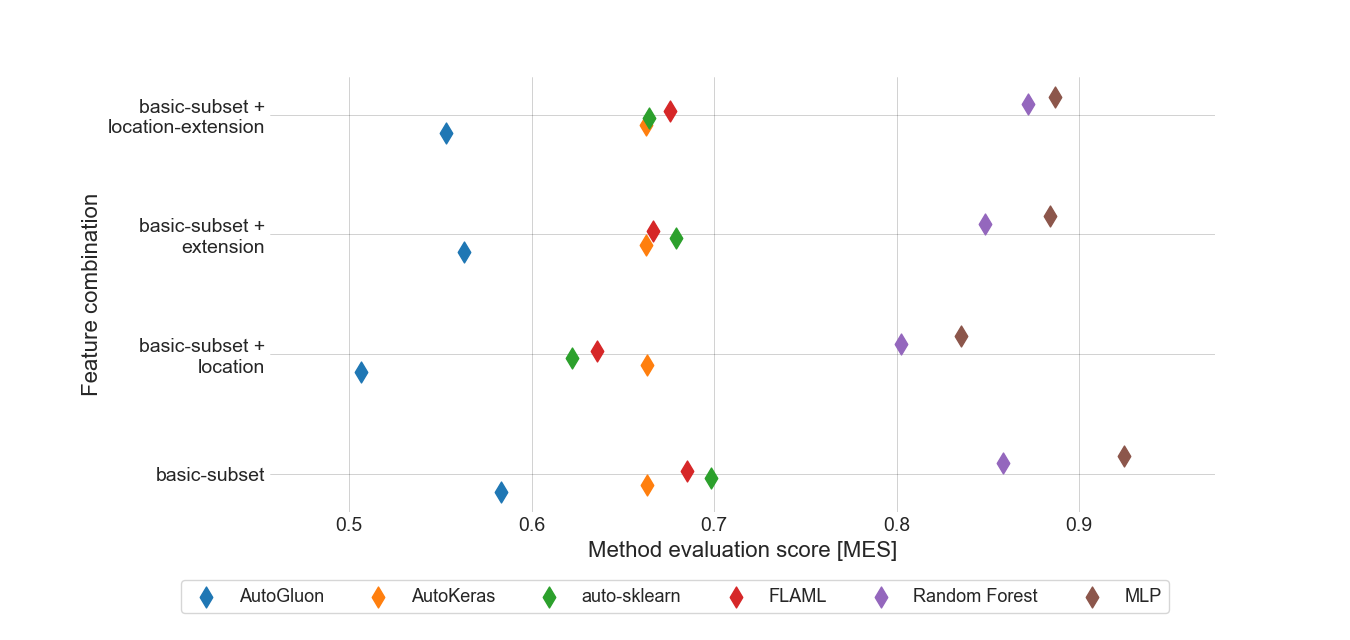 basic-subset +
location-extension
basic-subset +
extension
basic-subset +
location
basic-subset
Feature combination
0.5 0.6 0.7 0.8 0.9
Method evaluation score [MES]
AutoGluon AutoKeras auto-sklearn FLAML Random Forest MLP